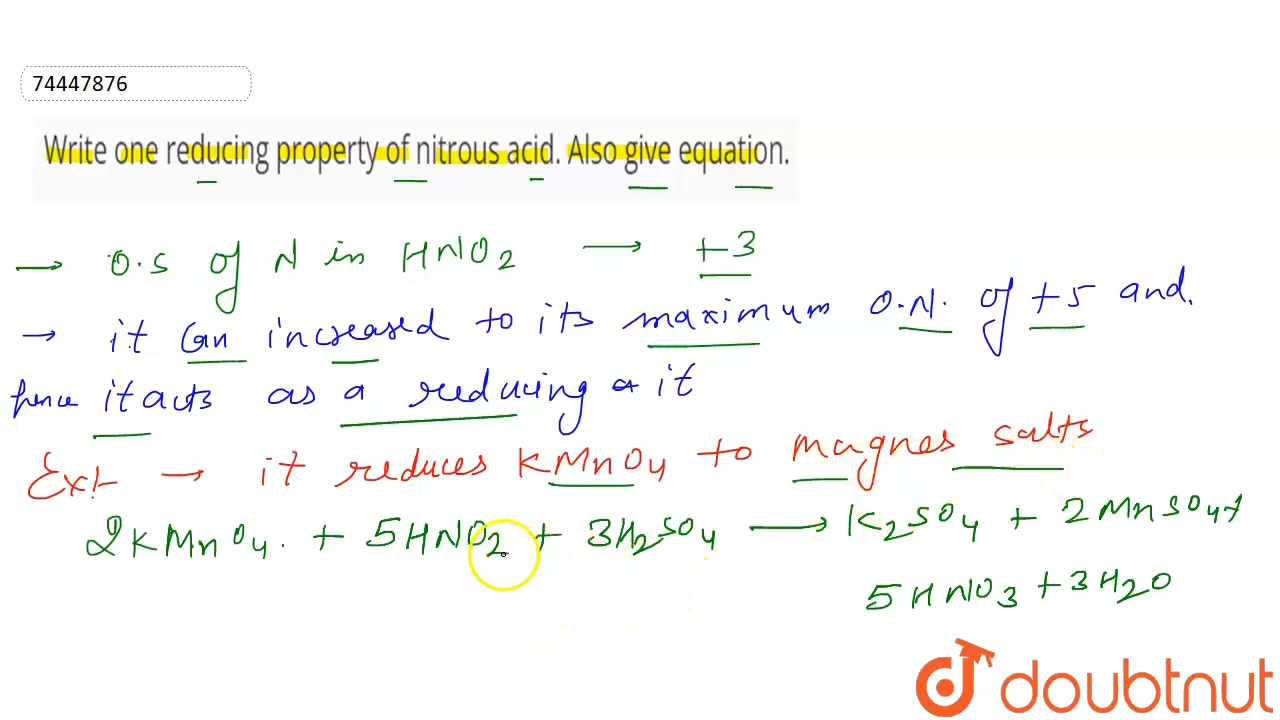 74447876
Write one reducing property of nitrous acid. Also give equation.
→ O.S of N in HNO2 → +3
→ it can increased to its maximum O.N. of +5 and.
hence it acts as a reducing it
Ex:- → it reduces KMnO4 to magnes salts
2KMnO4. + 5HNO2 + 3H2SO4 → K2SO4 + 2MnSO4+
5HNO3 + 3H2O
doubtnut